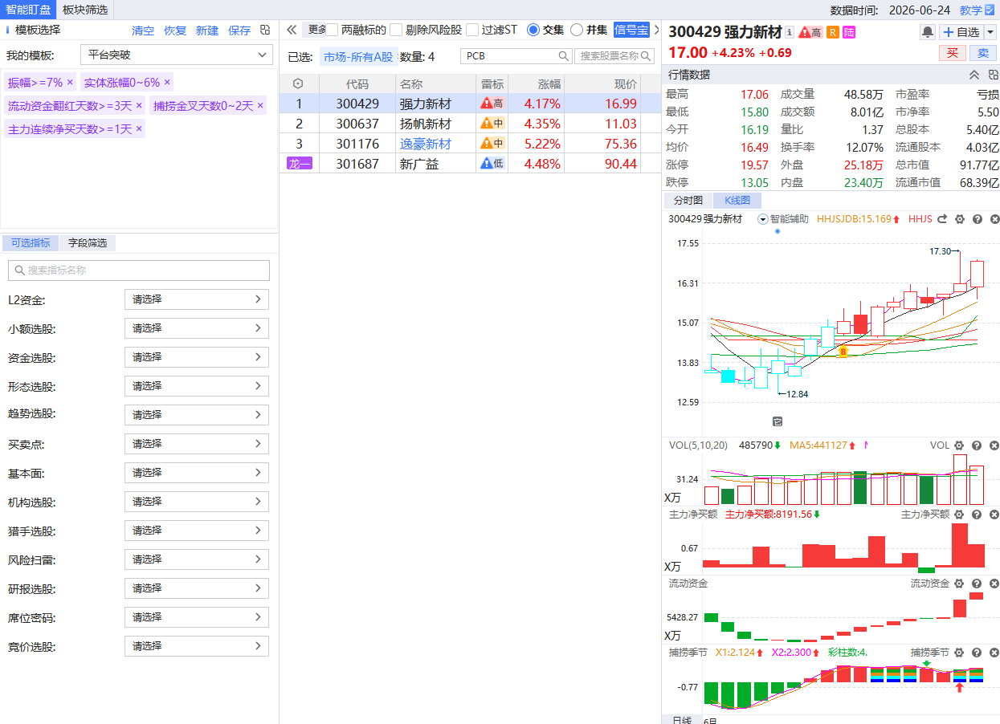 智能盯盘 板块筛选
数据时间: 2026-06-24 教学
模板选择 清空 恢复 新建 保存
我的模板: 平台突破
振幅>=7% × 实体涨幅0~6% ×
流动资金翻红天数>=3天 × 捕捞金叉天数0~2天 ×
主力连续净买天数>=1天 ×
可选指标 字段筛选
搜索指标名称
L2资金: 请选择
小额选股: 请选择
资金选股: 请选择
形态选股: 请选择
趋势选股: 请选择
买卖点: 请选择
基本面: 请选择
机构选股: 请选择
猎手选股: 请选择
风险扫雷: 请选择
研报选股: 请选择
席位密码: 请选择
竞价选股: 请选择
更多 两融标的 剔除风险股 过滤ST 交集 并集 信号宝
已选: 市场-所有A股 数量: 4 PCB 搜索股票名称
代码 名称 雷标 涨幅 现价
1 300429 强力新材 高 4.17% 16.99
2 300637 扬帆新材 中 4.35% 11.03
3 301176 逸豪新材 中 5.22% 75.36
龙一 301687 新广益 低 4.48% 90.44
300429 强力新材 i 高 R 陆 +自选
17.00 +4.23% +0.69 买 卖
行情数据
最高 17.06 成交量 48.58万 市盈率 亏损
最低 15.80 成交额 8.01亿 市净率 5.50
今开 16.19 量比 1.37 总股本 5.40亿
均价 16.49 换手率 12.07% 流通股本 4.03亿
涨停 19.57 外盘 25.18万 总市值 91.77亿
跌停 13.05 内盘 23.40万 流通市值 68.39亿
分时图 K线图
300429 强力新材 智能辅助 HHJSJDB:15.169 HHJS
17.55
17.30
16.31
15.07
B
13.83
12.84
12.59
VOL(5,10,20) 485790 MA5:441127 VOL
31.24
X万
主力净买额 主力净买额:8191.56 主力净买额
0.67
X万
流动资金 流动资金
5428.27
X万
捕捞季节 X1:2.124 X2:2.300 彩柱数:4. 捕捞季节
-0.77
日线 6月